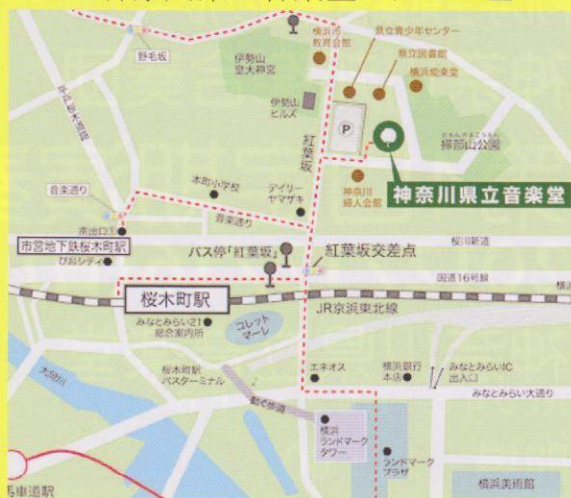 横浜市
教育会館
県立青少年センター
県立図書館
横浜能楽堂
野毛坂
伊勢山
皇大神宮
伊勢山
ヒルズ
P
紅葉坂
掃部山公園
平戸桜木道路
神奈川
婦人会館
神奈川県立音楽堂
本町小学校
デイリー
ヤマザキ
音楽通り
音楽通り
南出口③
市営地下鉄桜木町駅
ぴおシティ
バス停「紅葉坂」
紅葉坂交差点
桜川新道
国道16号線
横浜
桜木町駅
JR京浜東北線
みなとみらい21
総合案内所
コレット
マーレ
大岡川
桜木町駅
バスターミナル
動く歩道
エネオス
横浜銀行
本店
みなとみらいIC
出入口
みなとみらい大通り
横浜
ランドマーク
タワー
ランドマーク
プラザ
横浜美術館
馬車道駅